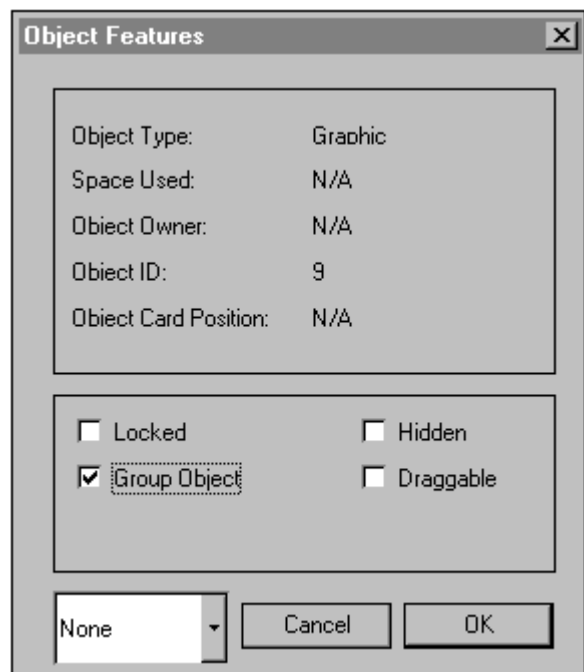 Object Features
Object Type: Graphic
Space Used: N/A
Object Owner: N/A
Object ID: 9
Object Card Position: N/A
Locked Hidden
Group Object Draggable
None Cancel OK